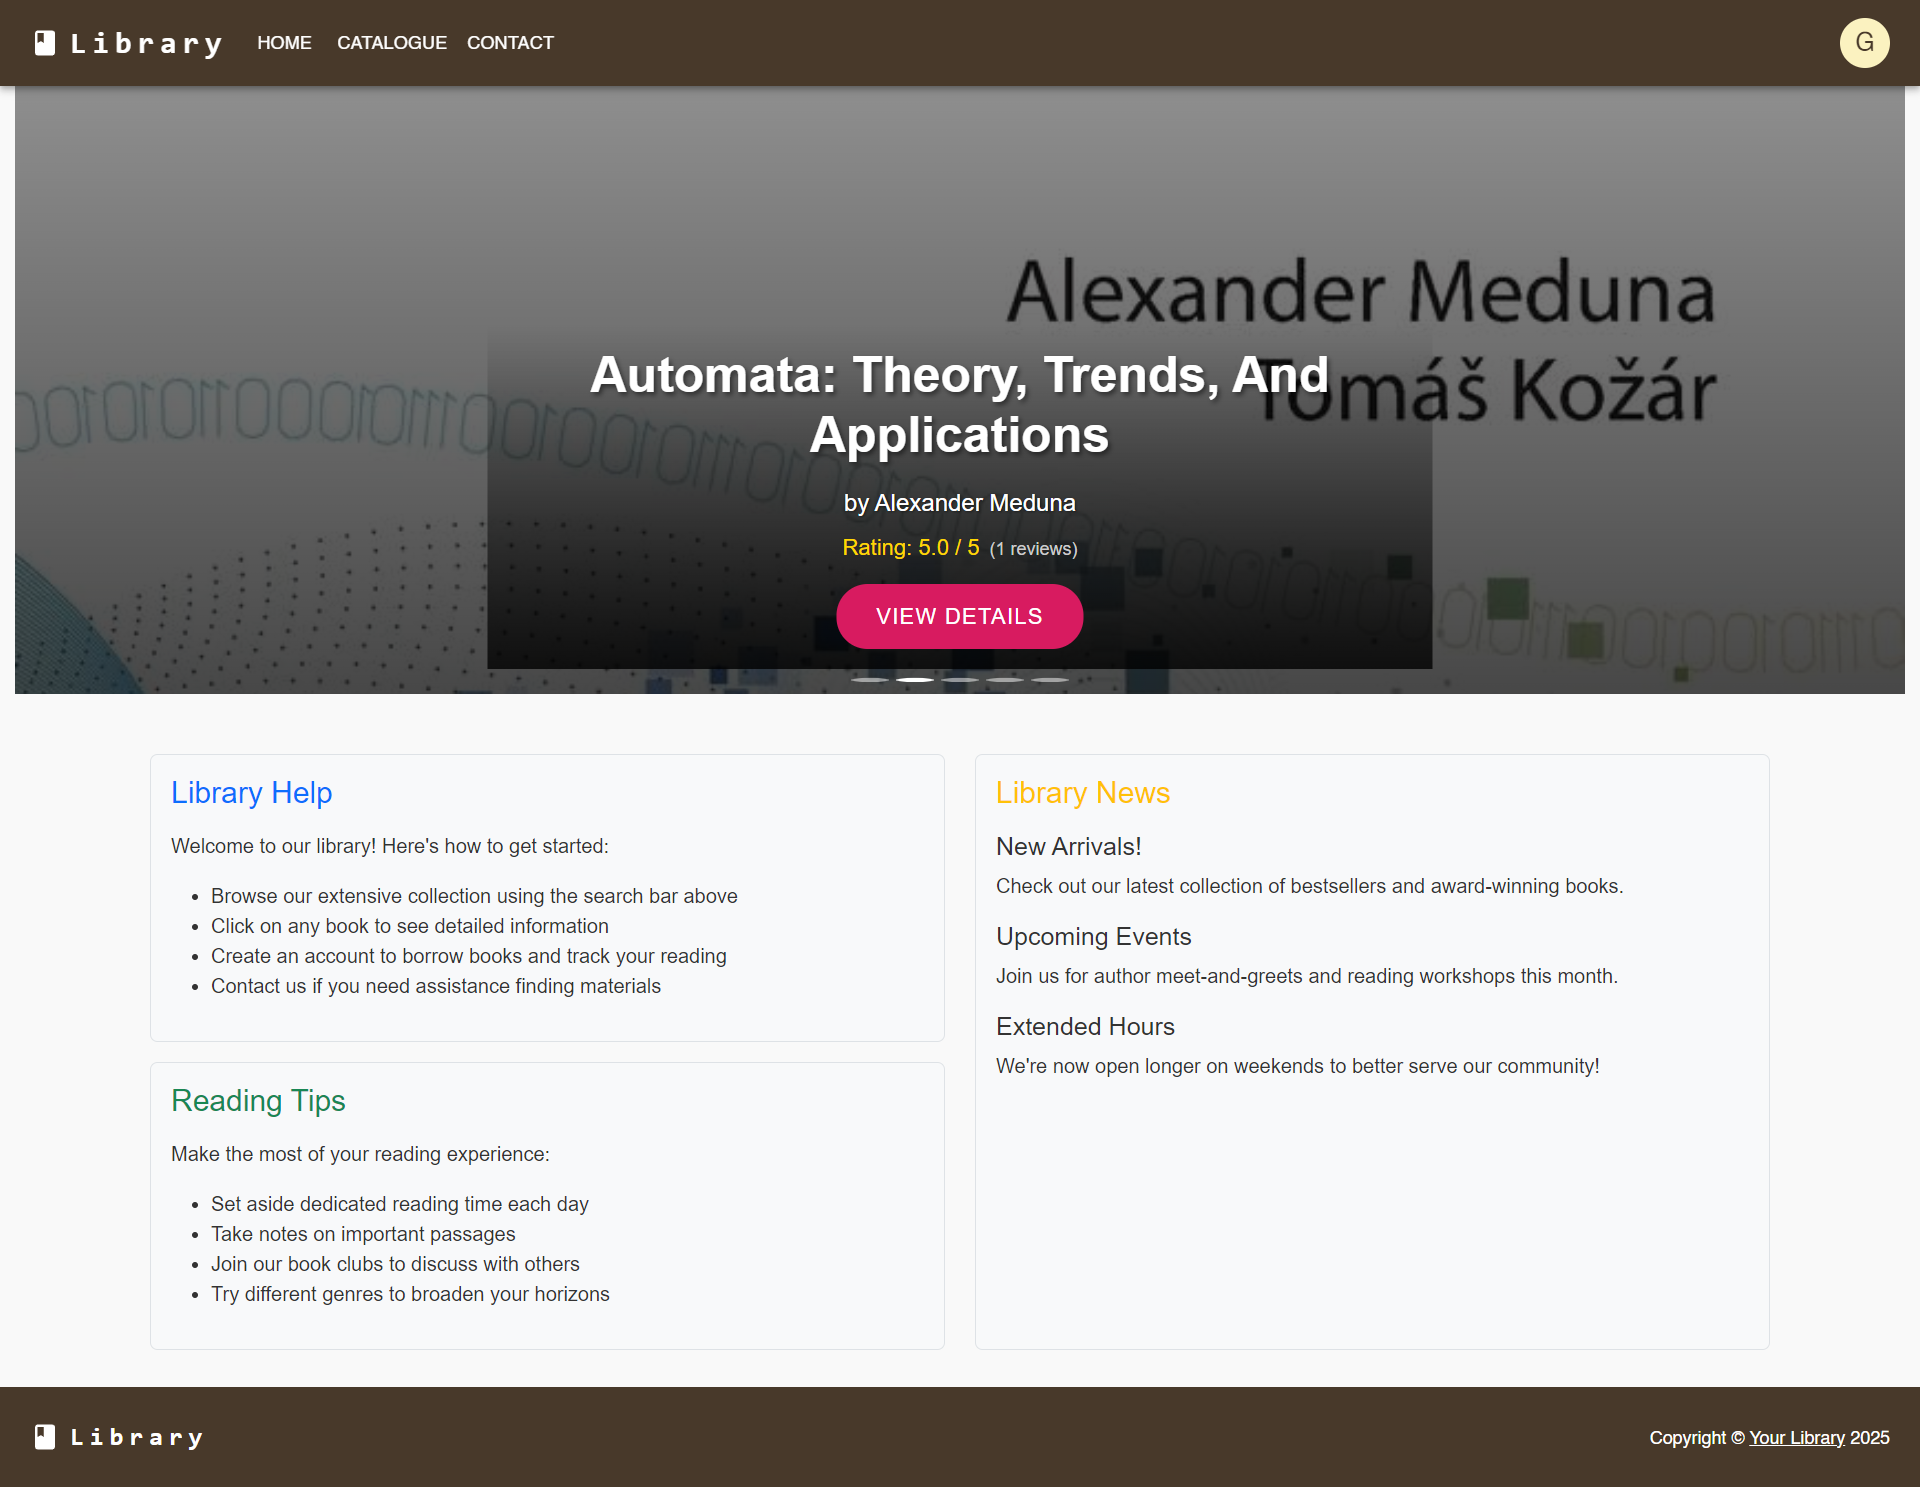 Library HOME CATALOGUE CONTACT G
Alexander Meduna
Tomáš Kožár
Automata: Theory, Trends, And
Applications
by Alexander Meduna
Rating: 5.0 / 5 (1 reviews)
VIEW DETAILS
Library Help
Welcome to our library! Here's how to get started:
• Browse our extensive collection using the search bar above
• Click on any book to see detailed information
• Create an account to borrow books and track your reading
• Contact us if you need assistance finding materials
Reading Tips
Make the most of your reading experience:
• Set aside dedicated reading time each day
• Take notes on important passages
• Join our book clubs to discuss with others
• Try different genres to broaden your horizons
Library News
New Arrivals!
Check out our latest collection of bestsellers and award-winning books.
Upcoming Events
Join us for author meet-and-greets and reading workshops this month.
Extended Hours
We're now open longer on weekends to better serve our community!
Library
Copyright © Your Library 2025